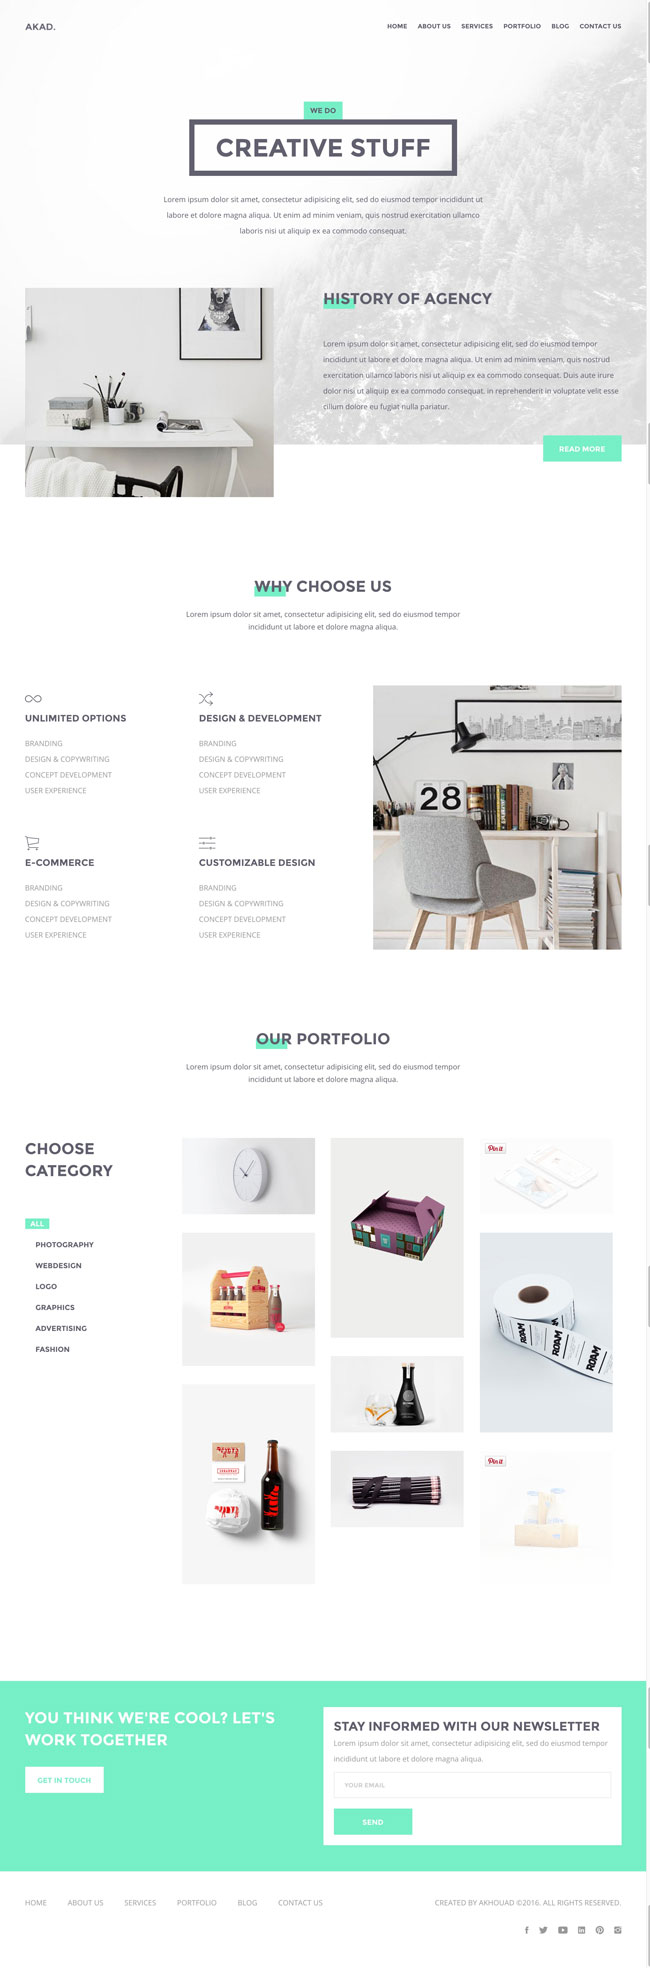 AKAD.
HOME ABOUT US SERVICES PORTFOLIO BLOG CONTACT US
WE DO
CREATIVE STUFF
Lorem ipsum dolor sit amet, consectetur adipisicing elit, sed do eiusmod tempor incididunt ut
labore et dolore magna aliqua. Ut enim ad minim veniam, quis nostrud exercitation ullamco
laboris nisi ut aliquip ex ea commodo consequat.
HISTORY OF AGENCY
Lorem ipsum dolor sit amet, consectetur adipisicing elit, sed do eiusmod tempor
incididunt ut labore et dolore magna aliqua. Ut enim ad minim veniam, quis nostrud
exercitation ullamco laboris nisi ut aliquip ex ea commodo consequat. Duis aute irure
dolor nisi ut aliquip ex ea commodo consequat. in reprehenderit in voluptate velit esse
cillum dolore eu fugiat nulla pariatur.
READ MORE
WHY CHOOSE US
Lorem ipsum dolor sit amet, consectetur adipisicing elit, sed do eiusmod tempor
incididunt ut labore et dolore magna aliqua.
UNLIMITED OPTIONS
BRANDING
DESIGN & COPYWRITING
CONCEPT DEVELOPMENT
USER EXPERIENCE
DESIGN & DEVELOPMENT
BRANDING
DESIGN & COPYWRITING
CONCEPT DEVELOPMENT
USER EXPERIENCE
28
E-COMMERCE
BRANDING
DESIGN & COPYWRITING
CONCEPT DEVELOPMENT
USER EXPERIENCE
CUSTOMIZABLE DESIGN
BRANDING
DESIGN & COPYWRITING
CONCEPT DEVELOPMENT
USER EXPERIENCE
OUR PORTFOLIO
Lorem ipsum dolor sit amet, consectetur adipisicing elit, sed do eiusmod tempor
incididunt ut labore et dolore magna aliqua.
CHOOSE
CATEGORY
ALL
PHOTOGRAPHY
WEBDESIGN
LOGO
GRAPHICS
ADVERTISING
FASHION
Pin it
ROAM
ROAM
ROAM
Pin it
YOU THINK WE'RE COOL? LET'S
WORK TOGETHER
GET IN TOUCH
STAY INFORMED WITH OUR NEWSLETTER
Lorem ipsum dolor sit amet, consectetur adipisicing elit, sed do eiusmod tempor
incididunt ut labore et dolore magna aliqua.
YOUR EMAIL
SEND
HOME ABOUT US SERVICES PORTFOLIO BLOG CONTACT US
CREATED BY AKHOUAD ©2016. ALL RIGHTS RESERVED.